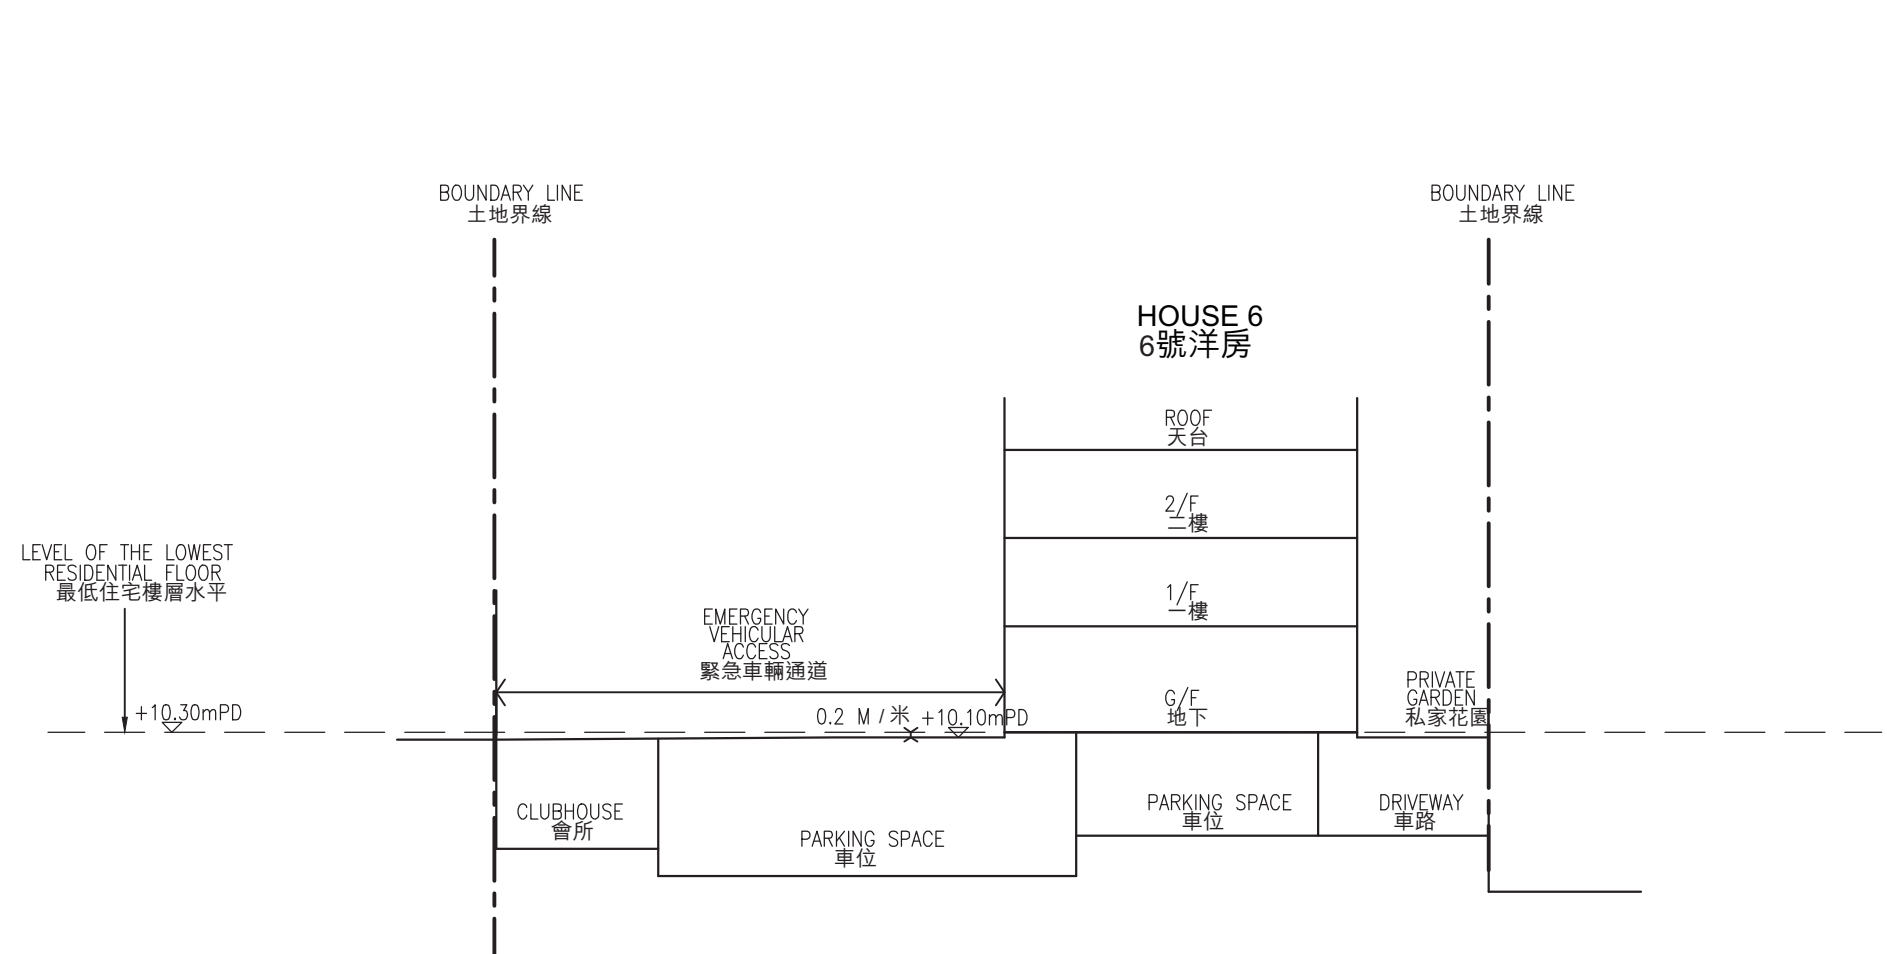 BOUNDARY LINE
土地界線
BOUNDARY LINE
土地界線
HOUSE 6
6號洋房
ROOF
天台
2/F
二樓
LEVEL OF THE LOWEST
RESIDENTIAL FLOOR
最低住宅樓層水平
1/F
一樓
EMERGENCY
VEHICULAR
ACCESS
緊急車輛通道
PRIVATE
GARDEN
私家花園
G/F
地下
+10.30mPD
0.2 M / 米
+10.10mPD
CLUBHOUSE
會所
PARKING SPACE
車位
PARKING SPACE
車位
DRIVEWAY
車路